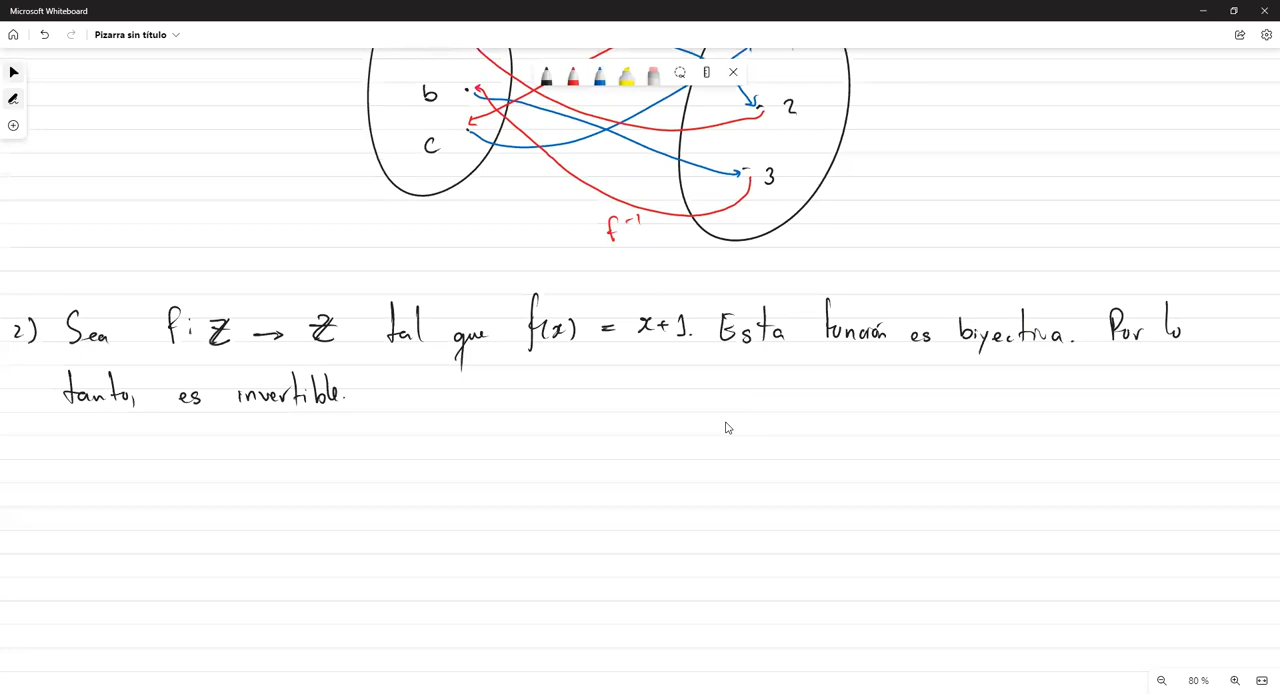 Microsoft Whiteboard
Pizarra sin título
b
c
2
3
f⁻¹
2) Sea f: ℤ → ℤ tal que f(x) = x+1. Esta función es biyectiva. Por lo
tanto, es invertible.
80 %